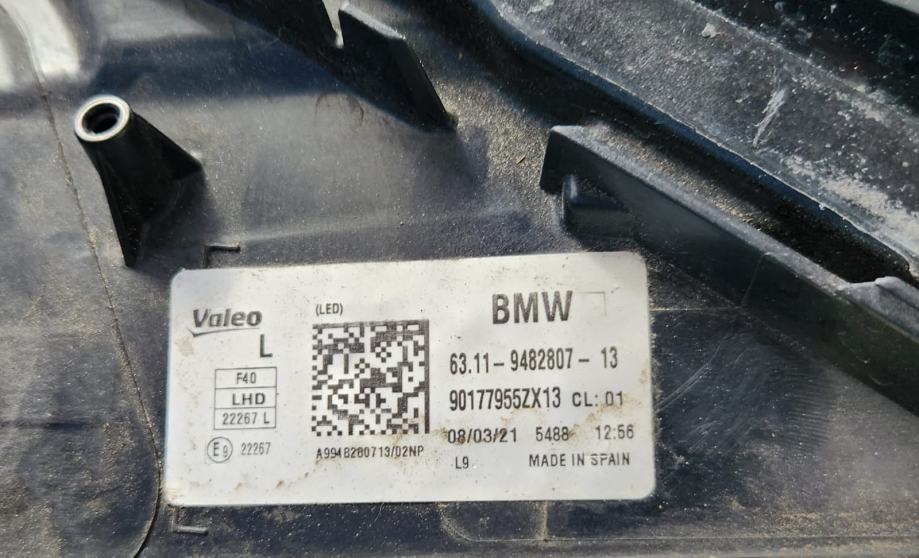 Valeo
L
(LED)
BMW
F40
LHD
22267 L
63.11-9482807-13
90177955ZX13 CL: 01
E9 22267
A9948280713/02NP
08/03/21 5488 12:56
L9 MADE IN SPAIN